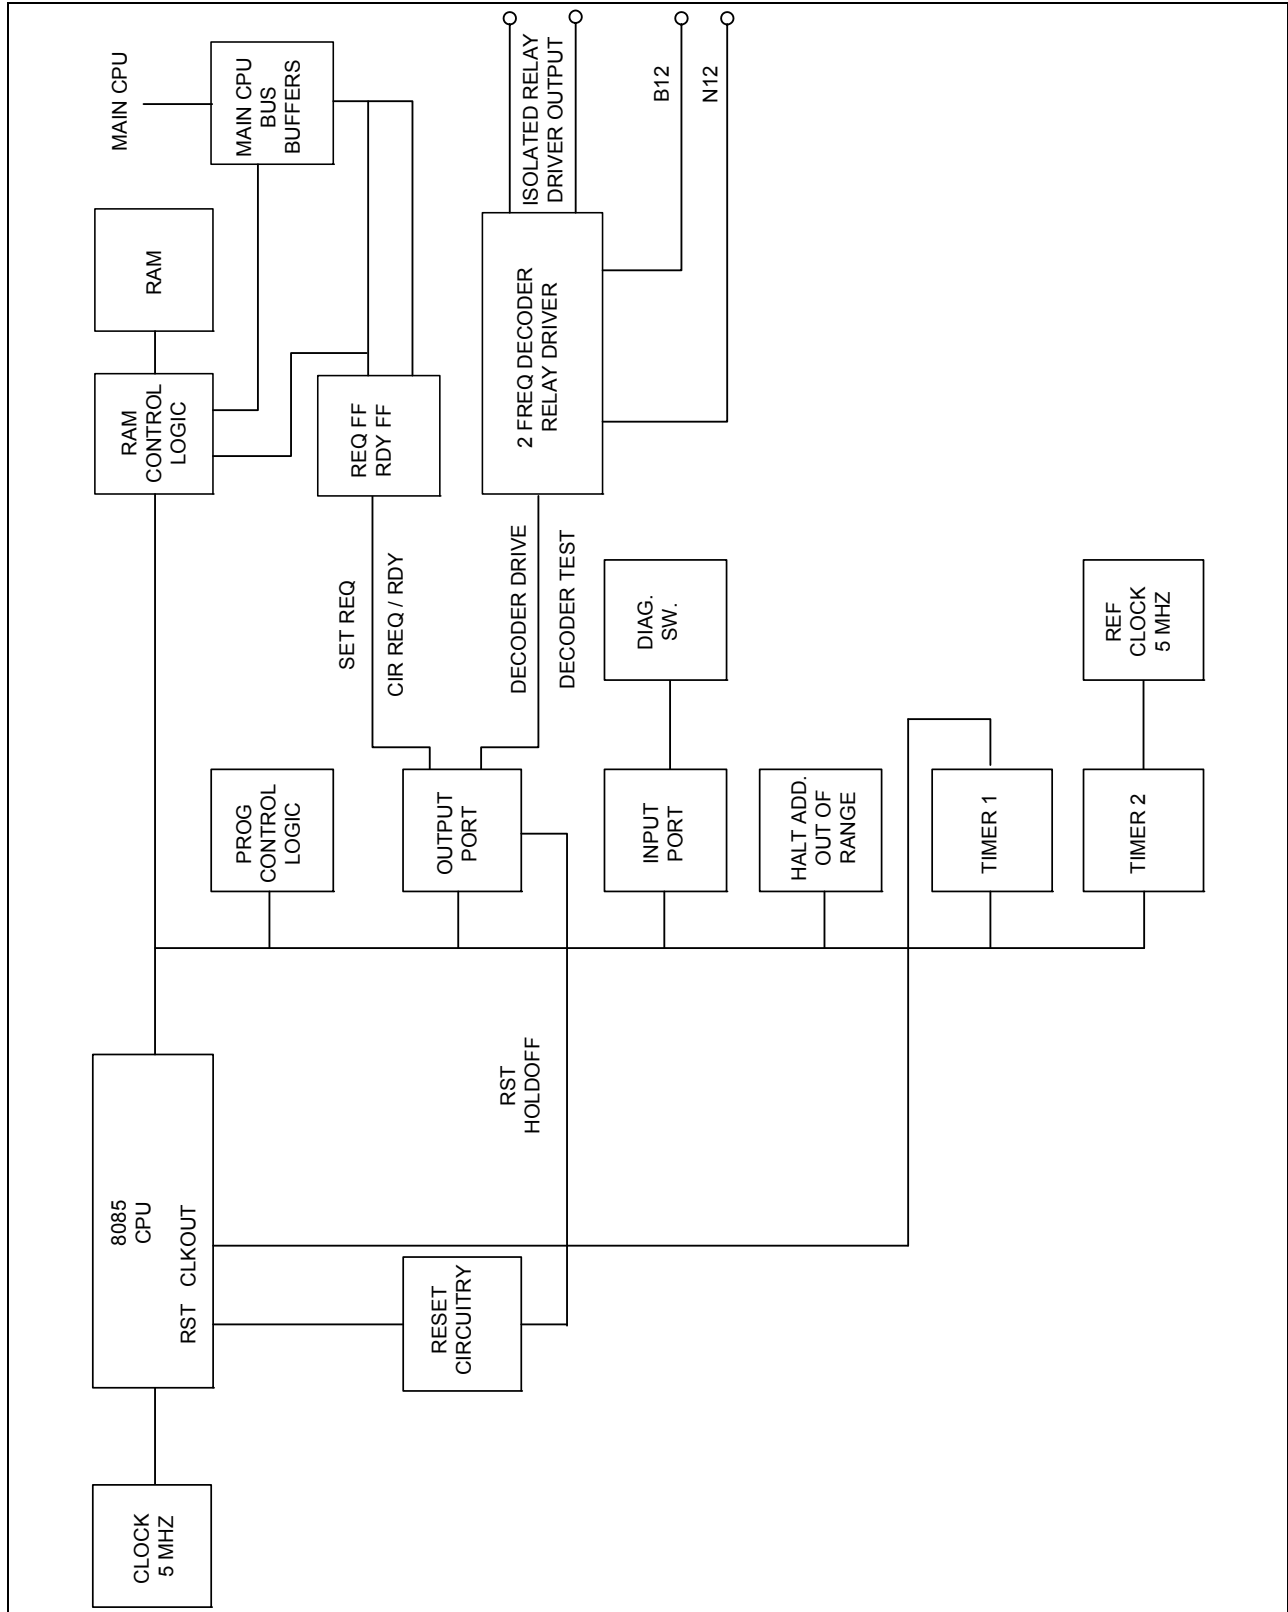 CLOCK
5 MHZ
8085
CPU
RST CLKOUT
RESET
CIRCUITRY
RST
HOLDOFF
PROG
CONTROL
LOGIC
OUTPUT
PORT
INPUT
PORT
HALT ADD.
OUT OF
RANGE
TIMER 1
TIMER 2
SET REQ
CIR REQ / RDY
DECODER DRIVE
DECODER TEST
DIAG.
SW.
REF
CLOCK
5 MHZ
RAM
CONTROL
LOGIC
REQ FF
RDY FF
2 FREQ DECODER
RELAY DRIVER
RAM
MAIN CPU
MAIN CPU
BUS
BUFFERS
ISOLATED RELAY
DRIVER OUTPUT
B12
N12